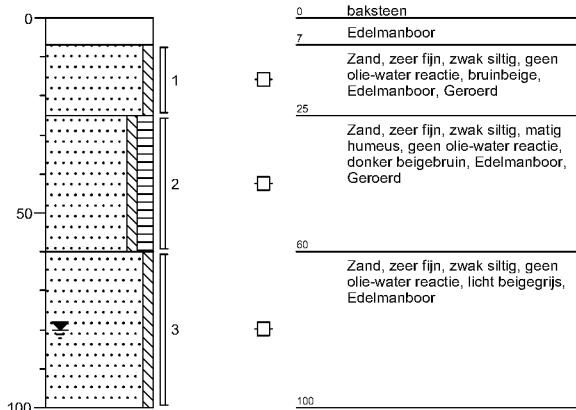 0
50
100
1
2
3
0
baksteen
7
Edelmanboor
Zand, zeer fijn, zwak siltig, geen
olie-water reactie, bruinbeige,
Edelmanboor, Geroerd
25
Zand, zeer fijn, zwak siltig, matig
humeus, geen olie-water reactie,
donker beigebruin, Edelmanboor,
Geroerd
60
Zand, zeer fijn, zwak siltig, geen
olie-water reactie, licht beigegrijs,
Edelmanboor
100